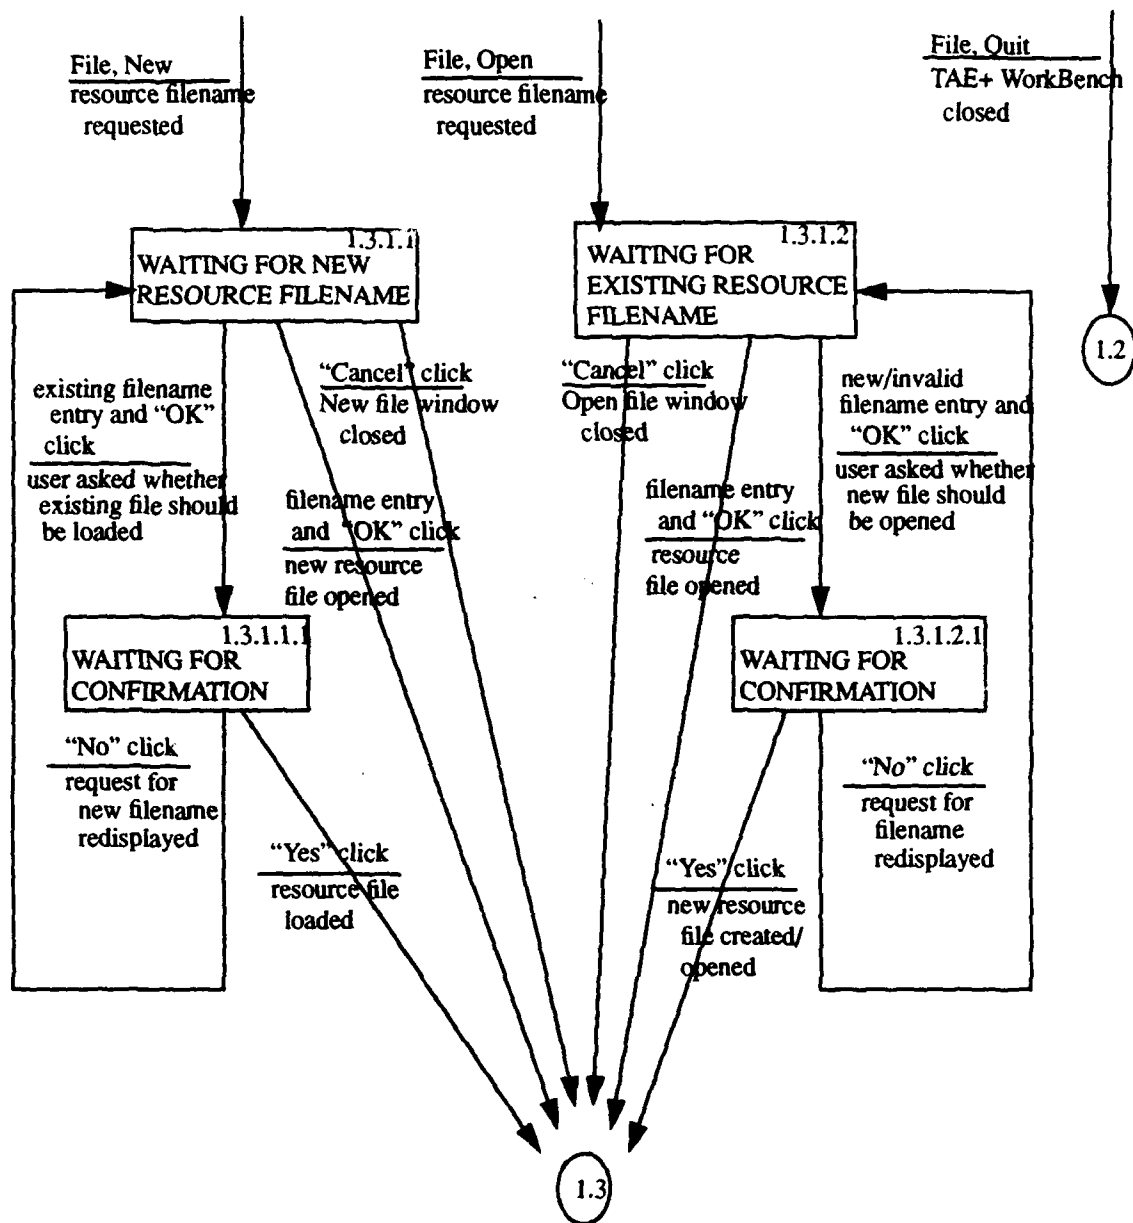 File, New
resource filename
requested
File, Open
resource filename
requested
File, Quit
TAE+ WorkBench
closed
1.3.1.1
WAITING FOR NEW
RESOURCE FILENAME
1.3.1.2
WAITING FOR
EXISTING RESOURCE
FILENAME
1.2
existing filename
entry and “OK”
click
user asked whether
existing file should
be loaded
“Cancel” click
New file window
closed
filename entry
and “OK” click
new resource
file opened
“Cancel” click
Open file window
closed
filename entry
and “OK” click
resource
file opened
new/invalid
filename entry and
“OK” click
user asked whether
new file should
be opened
1.3.1.1.1
WAITING FOR
CONFIRMATION
1.3.1.2.1
WAITING FOR
CONFIRMATION
“No” click
request for
new filename
redisplayed
“Yes” click
resource file
loaded
“Yes” click
new resource
file created/
opened
“No” click
request for
filename
redisplayed
1.3